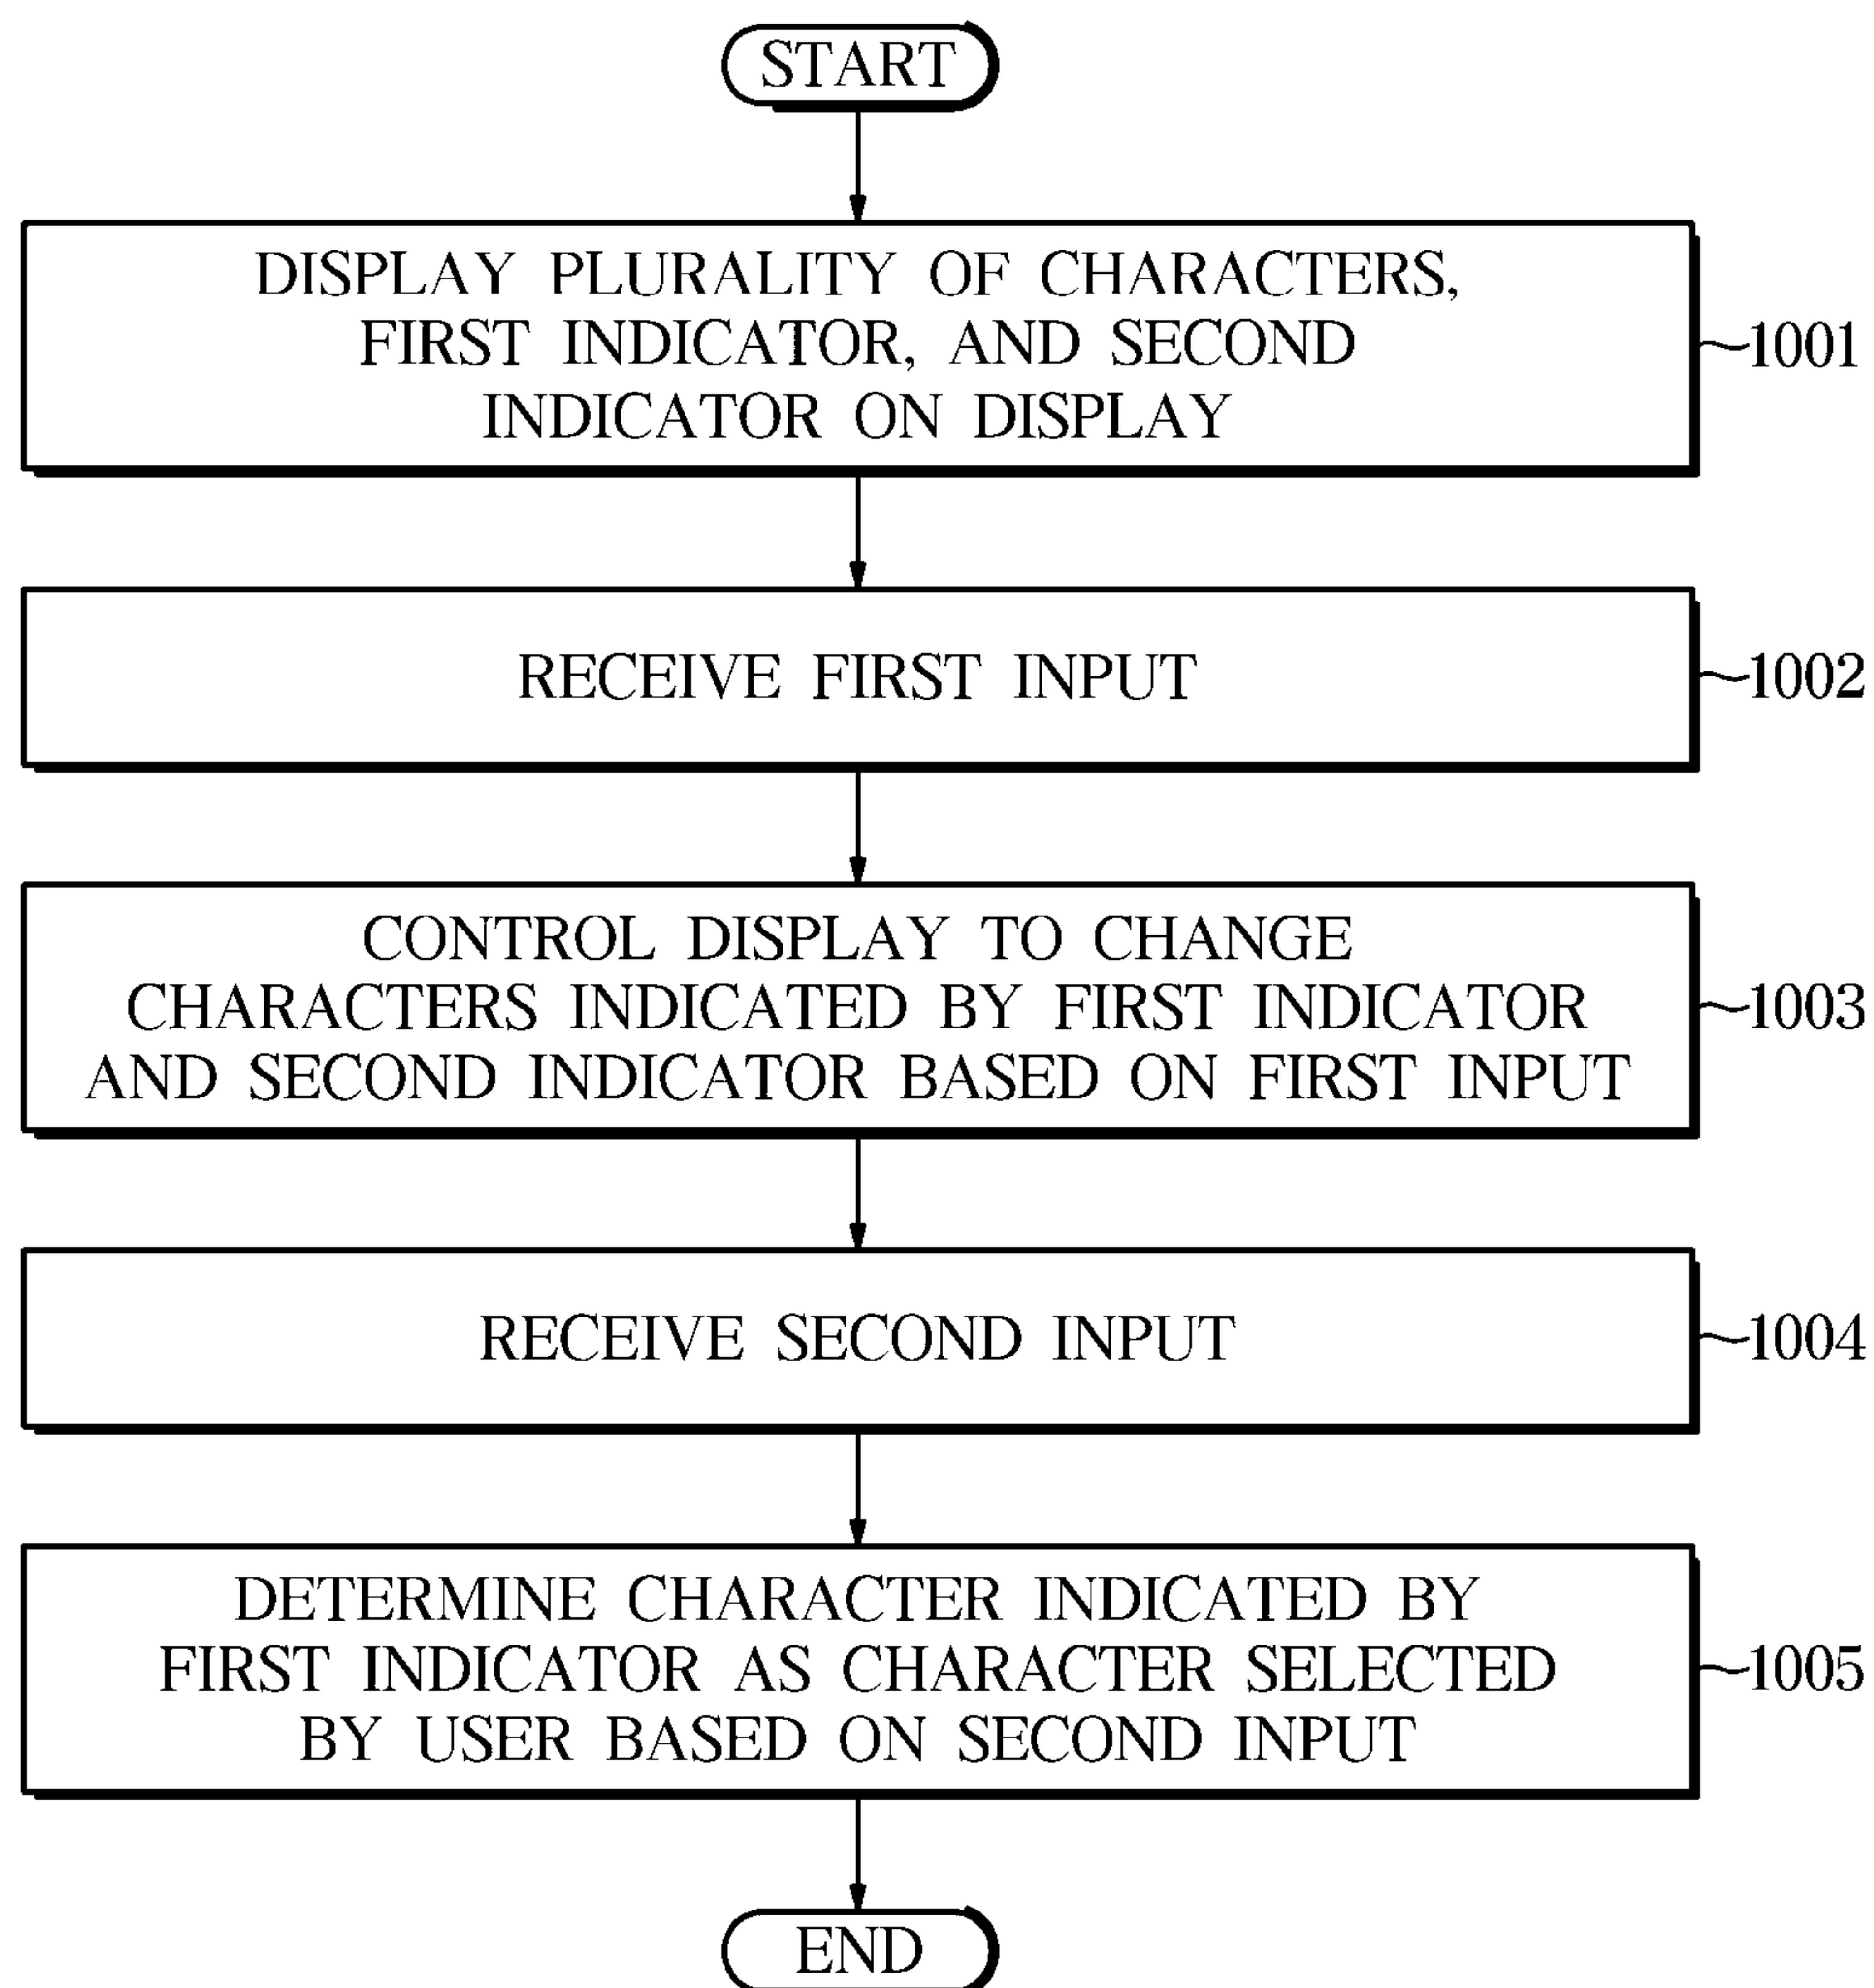 START
DISPLAY PLURALITY OF CHARACTERS,
FIRST INDICATOR, AND SECOND
INDICATOR ON DISPLAY
1001
RECEIVE FIRST INPUT
1002
CONTROL DISPLAY TO CHANGE
CHARACTERS INDICATED BY FIRST INDICATOR
AND SECOND INDICATOR BASED ON FIRST INPUT
1003
RECEIVE SECOND INPUT
1004
DETERMINE CHARACTER INDICATED BY
FIRST INDICATOR AS CHARACTER SELECTED
BY USER BASED ON SECOND INPUT
1005
END